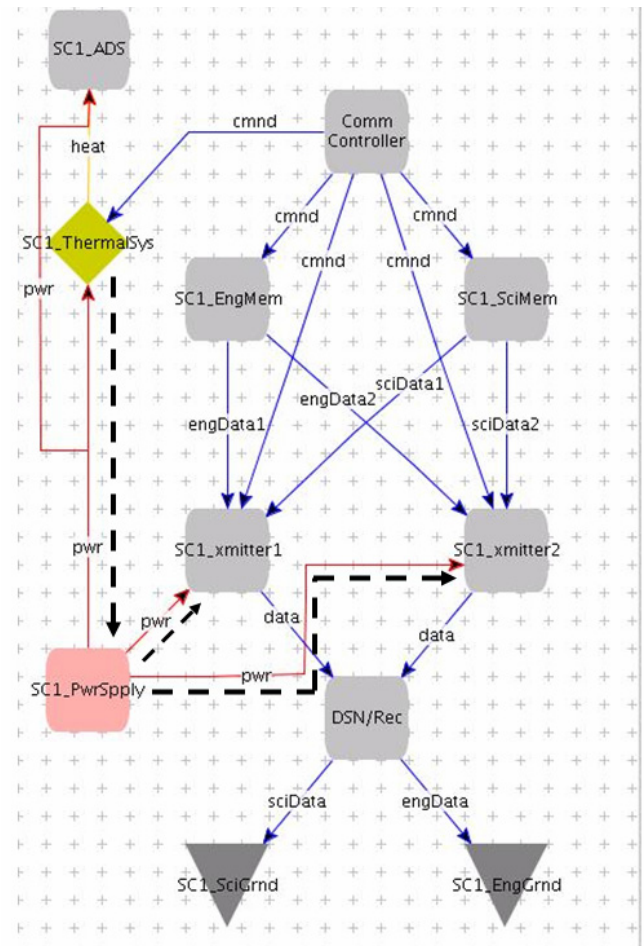 SC1_ADS
cmnd
Comm
Controller
heat
cmnd
cmnd
SC1_ThermalSys
cmnd
cmnd
pwr
SC1_EngMem
SC1_SciMem
sciData1
engData2
engData1
sciData2
pwr
SC1_xmitter1
SC1_xmitter2
pwr
data
data
pwr
SC1_PwrSpply
DSN/Rec
sciData
engData
SC1_SciGrnd
SC1_EngGrnd